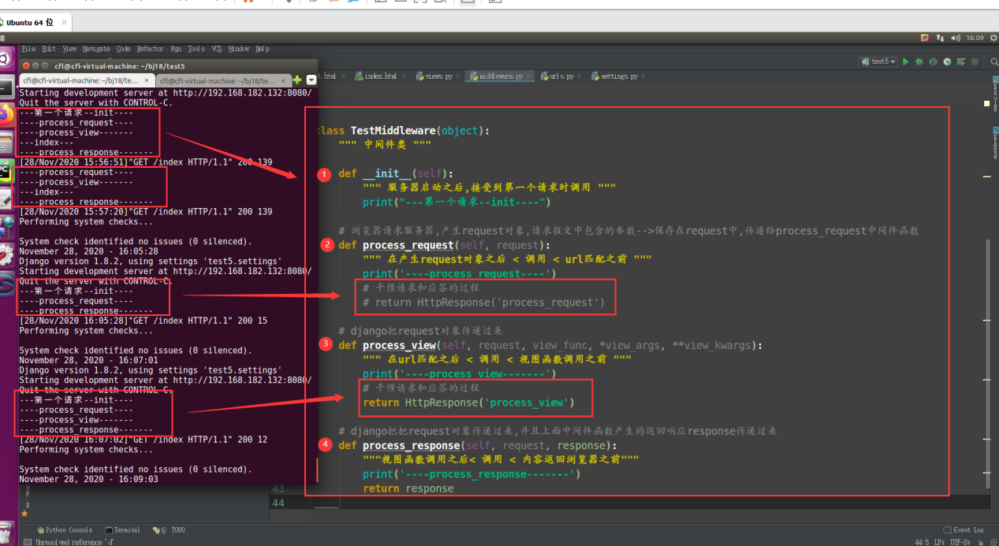 Ubuntu 64 位
16:09
File Edit View Navigate Code Refactor Run Tools VCS Window Help
cfl@cfl-virtual-machine: ~/bj18/test5
test5
cfl@cfl-virtual-machine: ~/bj18/te... × cfl@cfl-virtual-machine: ~/bj18/te... ×
index.html views.py middleware.py urls.py settings.py
Starting development server at http://192.168.182.132:8080/
Quit the server with CONTROL-C.
---第一个请求--init----
----process_request----
----process_view-------
---index---
----process_response-------
[28/Nov/2020 15:56:51]"GET /index HTTP/1.1" 200 139
----process_request----
----process_view-------
---index---
----process_response-------
[28/Nov/2020 15:57:20]"GET /index HTTP/1.1" 200 139
Performing system checks...
System check identified no issues (0 silenced).
November 28, 2020 - 16:05:28
Django version 1.8.2, using settings 'test5.settings'
Starting development server at http://192.168.182.132:8080/
Quit the server with CONTROL-C.
---第一个请求--init----
----process_request----
----process_response-------
[28/Nov/2020 16:05:28]"GET /index HTTP/1.1" 200 15
Performing system checks...
System check identified no issues (0 silenced).
November 28, 2020 - 16:07:01
Django version 1.8.2, using settings 'test5.settings'
Starting development server at http://192.168.182.132:8080/
Quit the server with CONTROL-C.
---第一个请求--init----
----process_request----
----process_view-------
----process_response-------
[28/Nov/2020 16:07:02]"GET /index HTTP/1.1" 200 12
Performing system checks...
System check identified no issues (0 silenced).
November 28, 2020 - 16:09:03
class TestMiddleware(object):
""" 中间件类 """
1 def __init__(self):
""" 服务器启动之后,接受到第一个请求时调用 """
print("---第一个请求--init----")
# 浏览器请求服务器,产生request对象,请求报文中包含的参数-->保存在request中,传递给process_request中间件函数
2 def process_request(self, request):
""" 在产生request对象之后 < 调用 < url匹配之前 """
print('----process_request----')
# 干预请求和应答的过程
# return HttpResponse('process_request')
# django把request对象传递过来
3 def process_view(self, request, view_func, *view_args, **view_kwargs):
""" 在url匹配之后 < 调用 < 视图函数调用之前 """
print('----process_view-------')
# 干预请求和应答的过程
return HttpResponse('process_view')
# django把把request对象传递过来,并且上面中间件函数产生的返回响应response传递过来
4 def process_response(self, request, response):
"""视图函数调用之后< 调用 < 内容返回浏览器之前"""
print('----process_response-------')
43 return response
44
Python Console Terminal 6: TODO Event Log
Unresolved reference 'd' 44:5 LF÷ UTF-8÷